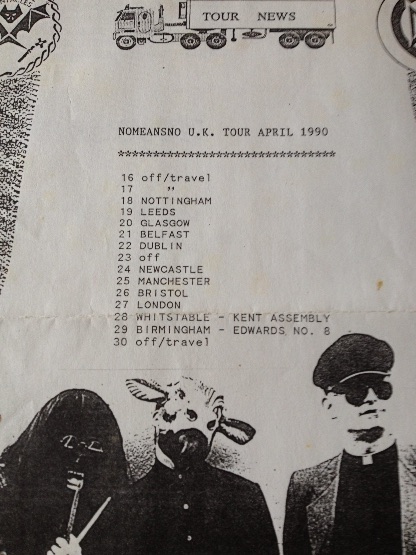 TOUR NEWS
NOMEANSNO U.K. TOUR APRIL 1990
*******************************
16 off/travel
17 "
18 NOTTINGHAM
19 LEEDS
20 GLASGOW
21 BELFAST
22 DUBLIN
23 off
24 NEWCASTLE
25 MANCHESTER
26 BRISTOL
27 LONDON
28 WHITSTABLE - KENT ASSEMBLY
29 BIRMINGHAM - EDWARDS NO. 8
30 off/travel